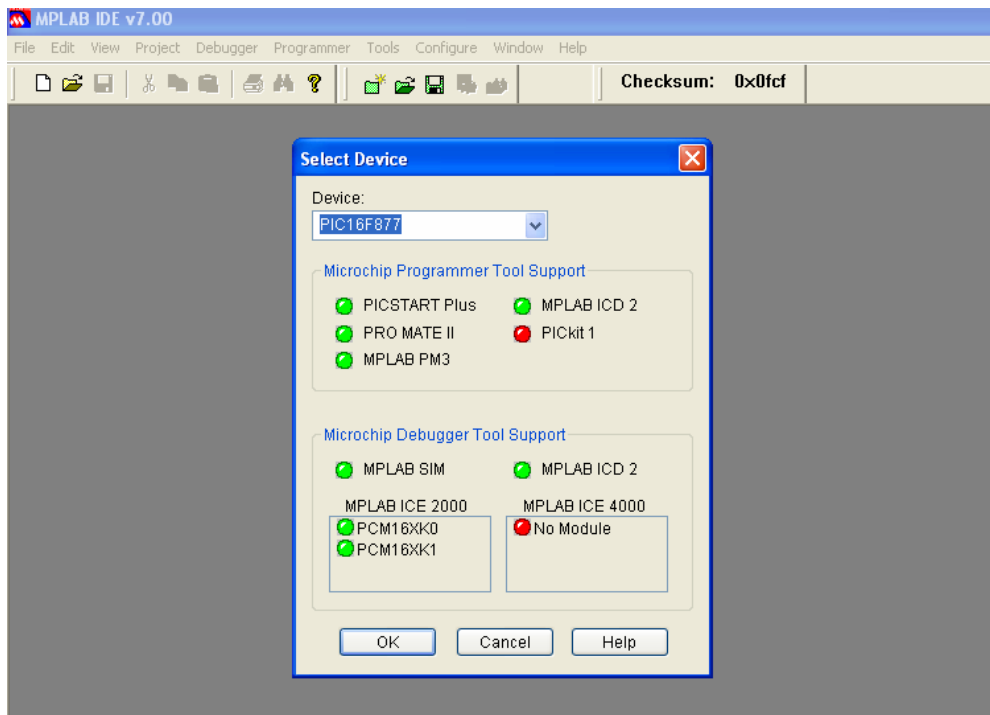 MPLAB IDE v7.00
File Edit View Project Debugger Programmer Tools Configure Window Help
Checksum: 0x0fcf
Select Device
Device:
PIC16F877
Microchip Programmer Tool Support
PICSTART Plus MPLAB ICD 2
PRO MATE II PICkit 1
MPLAB PM3
Microchip Debugger Tool Support
MPLAB SIM MPLAB ICD 2
MPLAB ICE 2000 MPLAB ICE 4000
PCM16XK0 No Module
PCM16XK1
OK Cancel Help